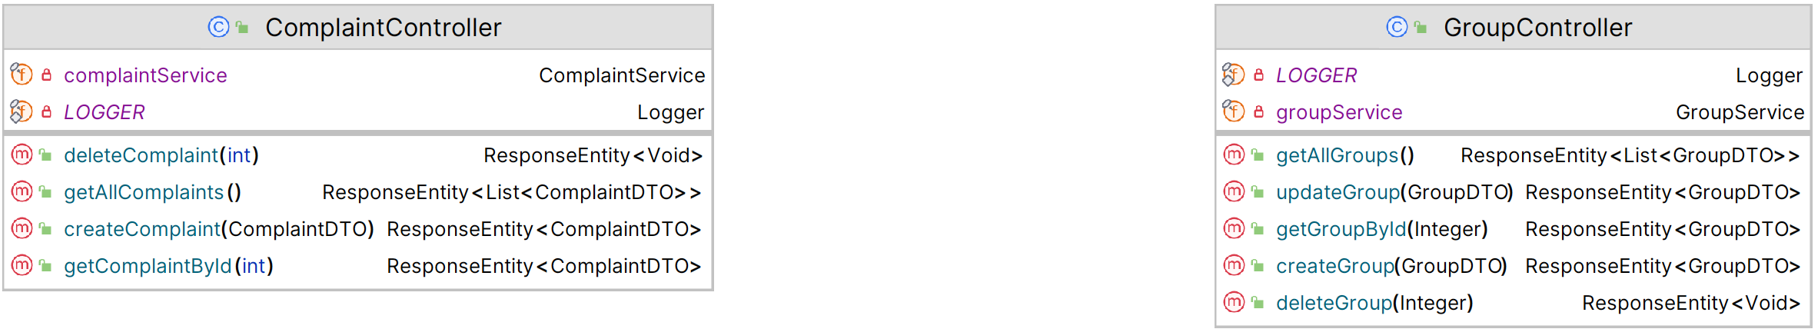 ComplaintController
complaintService ComplaintService
LOGGER Logger
deleteComplaint(int) ResponseEntity<Void>
getAllComplaints() ResponseEntity<List<ComplaintDTO>>
createComplaint(ComplaintDTO) ResponseEntity<ComplaintDTO>
getComplaintById(int) ResponseEntity<ComplaintDTO>
GroupController
LOGGER Logger
groupService GroupService
getAllGroups() ResponseEntity<List<GroupDTO>>
updateGroup(GroupDTO) ResponseEntity<GroupDTO>
getGroupById(Integer) ResponseEntity<GroupDTO>
createGroup(GroupDTO) ResponseEntity<GroupDTO>
deleteGroup(Integer) ResponseEntity<Void>